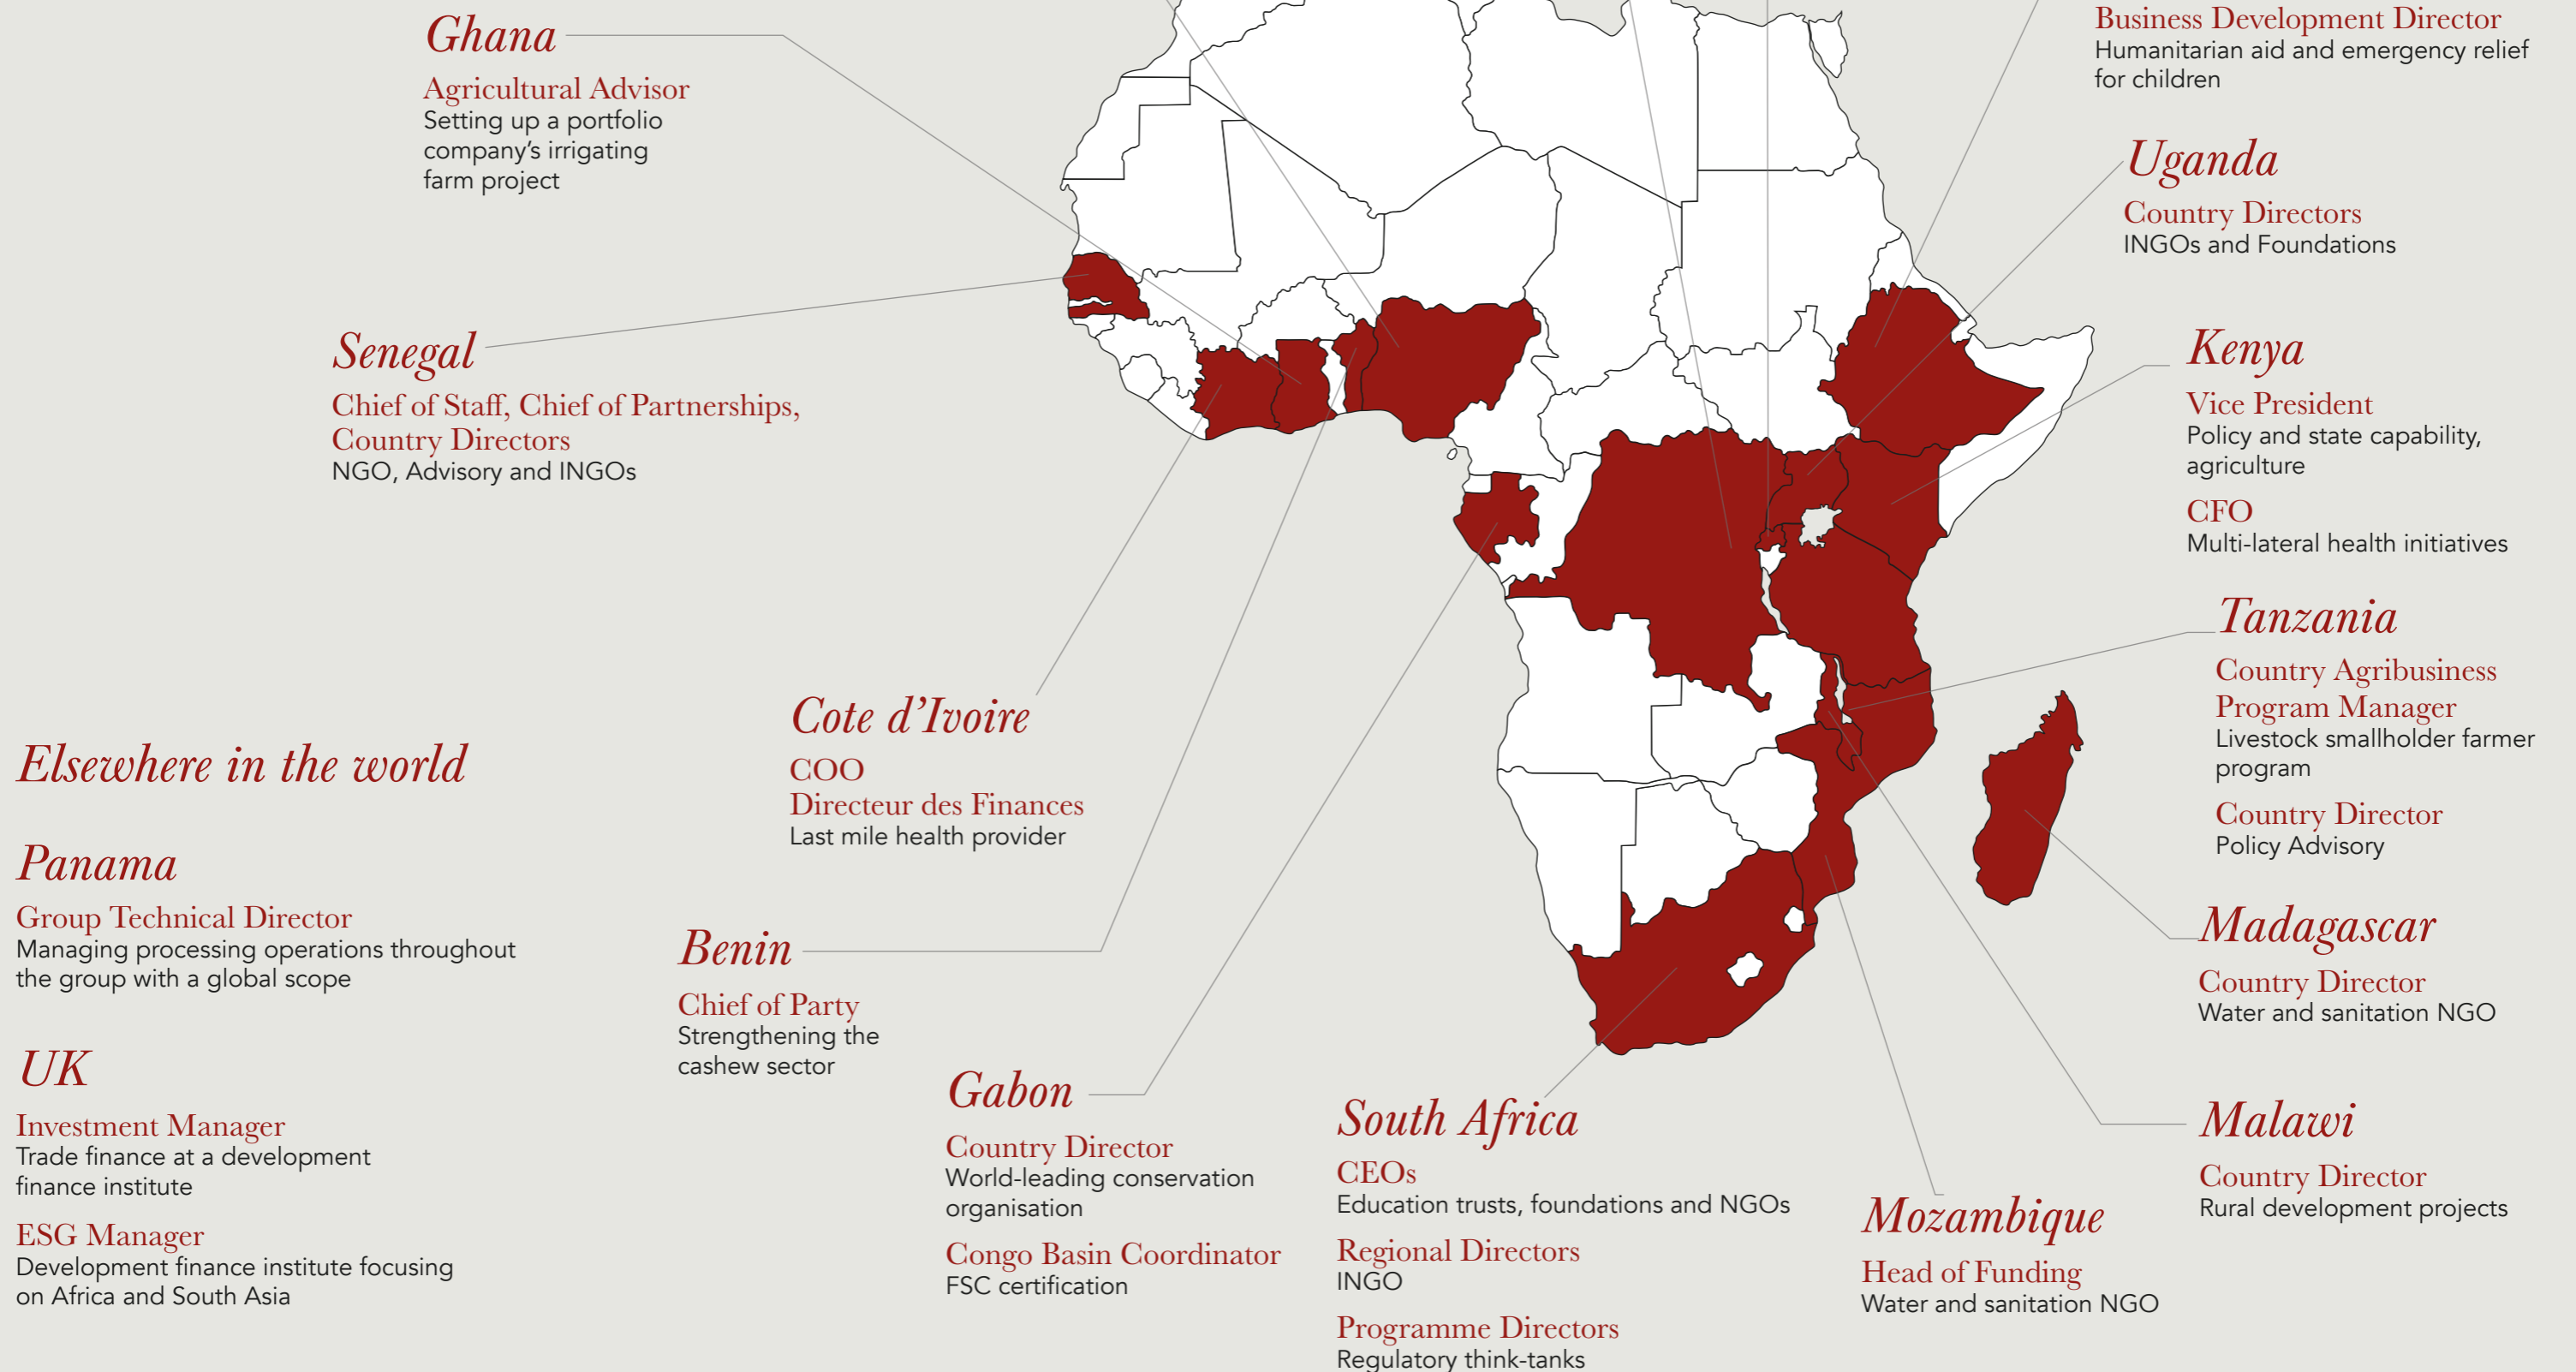 Ghana
Agricultural Advisor
Setting up a portfolio
company’s irrigating
farm project
Business Development Director
Humanitarian aid and emergency relief
for children
Uganda
Country Directors
INGOs and Foundations
Senegal
Chief of Staff, Chief of Partnerships,
Country Directors
NGO, Advisory and INGOs
Kenya
Vice President
Policy and state capability,
agriculture
CFO
Multi-lateral health initiatives
Tanzania
Country Agribusiness
Program Manager
Livestock smallholder farmer
program
Country Director
Policy Advisory
Cote d’Ivoire
COO
Directeur des Finances
Last mile health provider
Elsewhere in the world
Panama
Group Technical Director
Managing processing operations throughout
the group with a global scope
UK
Investment Manager
Trade finance at a development
finance institute
ESG Manager
Development finance institute focusing
on Africa and South Asia
Benin
Chief of Party
Strengthening the
cashew sector
Gabon
Country Director
World-leading conservation
organisation
Congo Basin Coordinator
FSC certification
South Africa
CEOs
Education trusts, foundations and NGOs
Regional Directors
INGO
Programme Directors
Regulatory think-tanks
Madagascar
Country Director
Water and sanitation NGO
Malawi
Country Director
Rural development projects
Mozambique
Head of Funding
Water and sanitation NGO